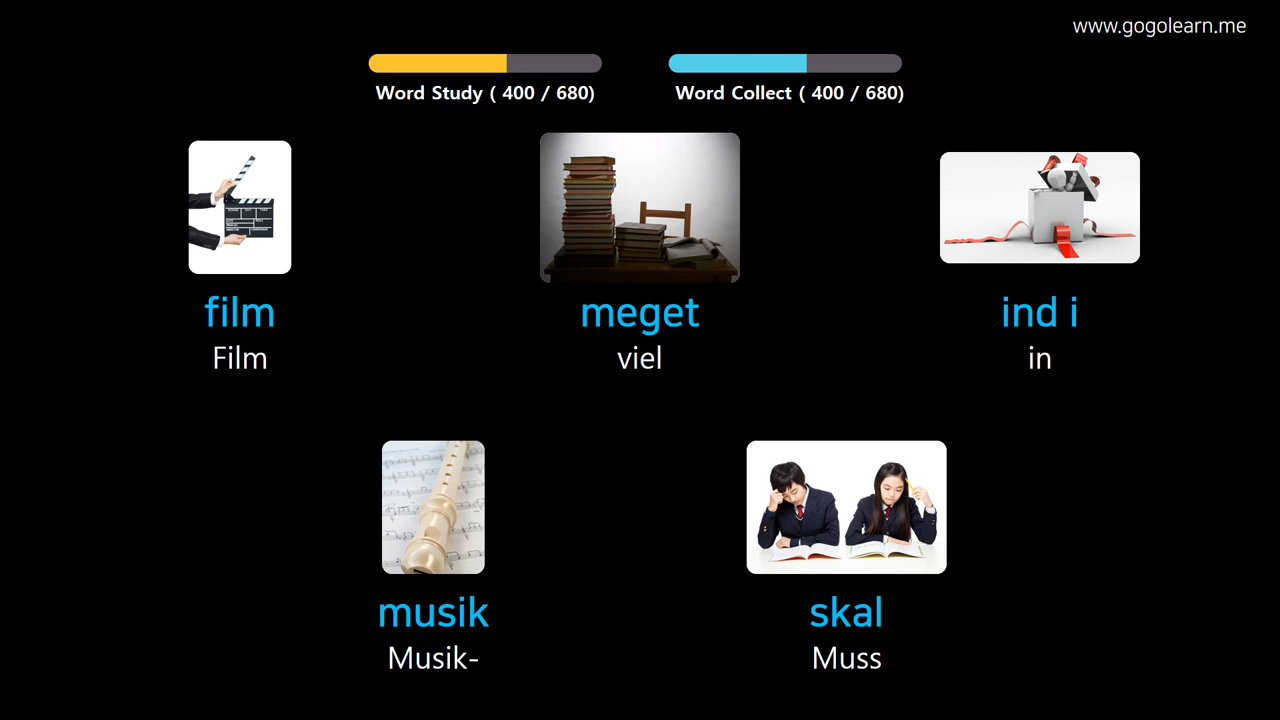 www.gogolearn.me
Word Study ( 400 / 680)
Word Collect ( 400 / 680)
film
Film
meget
viel
ind i
in
musik
Musik-
skal
Muss